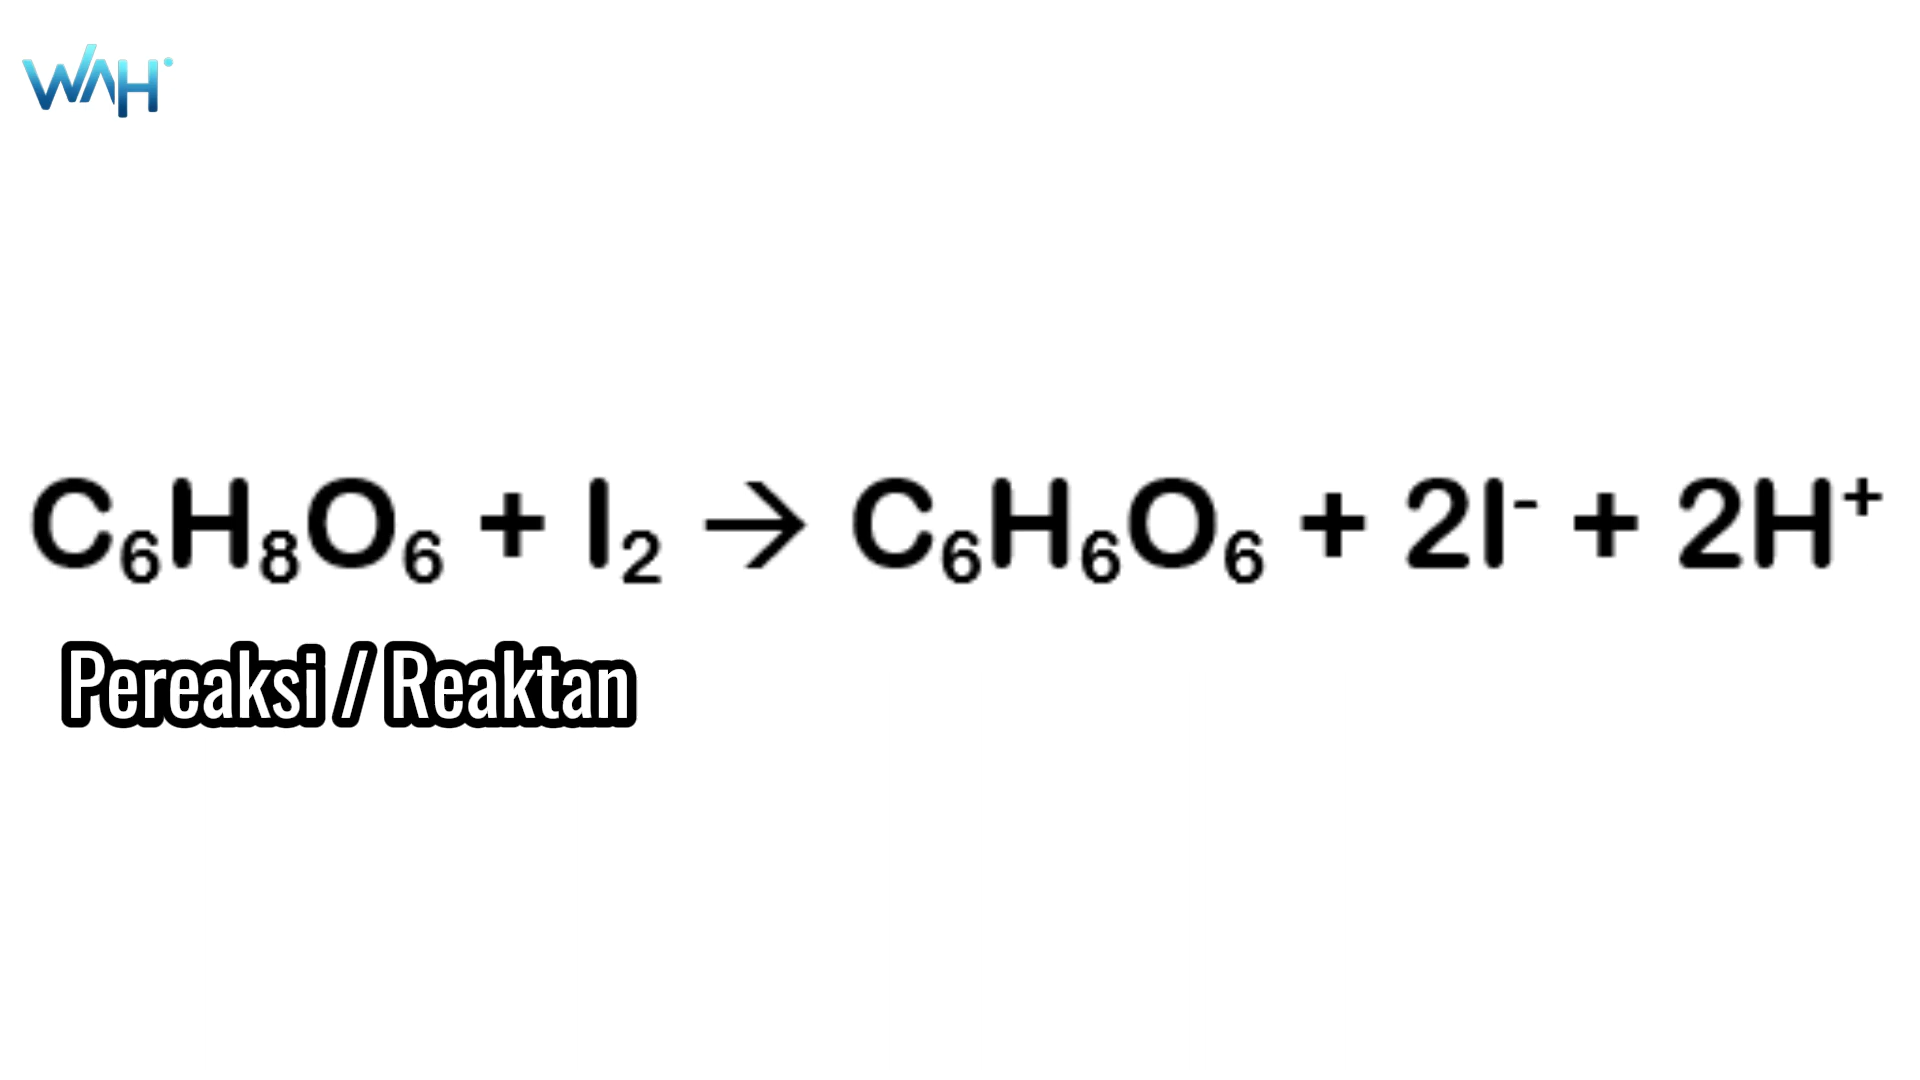 WAH
C₆H₈O₆ + I₂ → C₆H₆O₆ + 2I⁻ + 2H⁺
Pereaksi // Reaktan